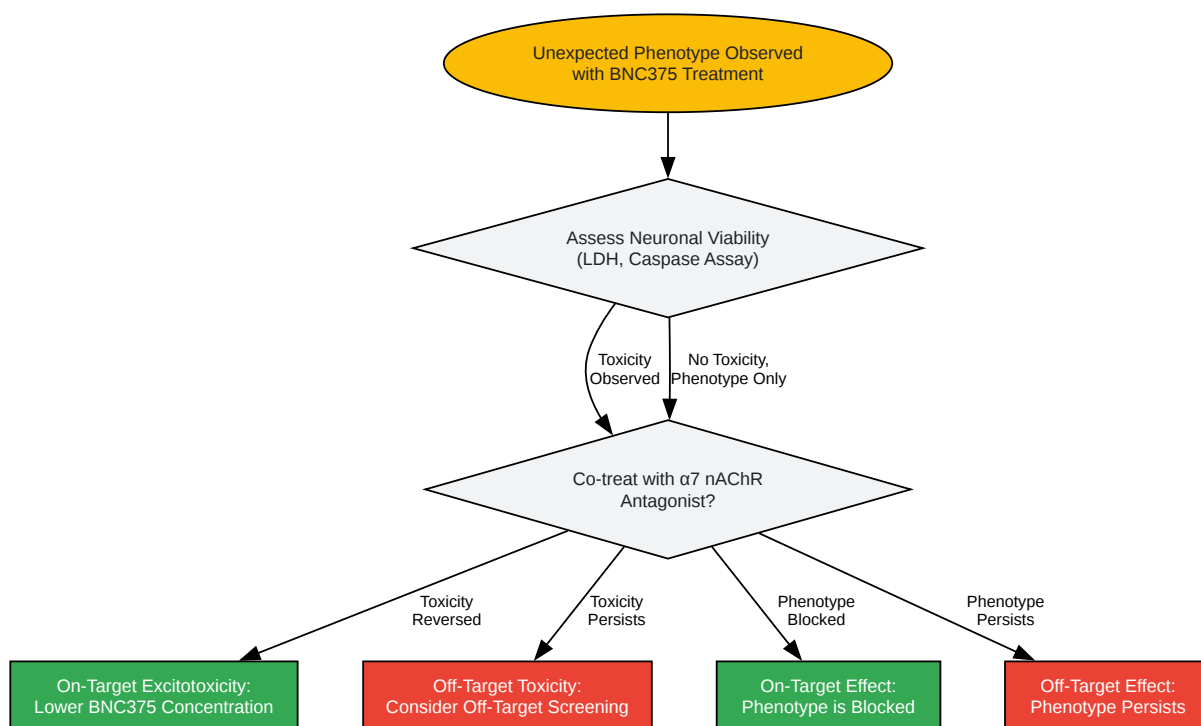 Unexpected Phenotype Observed
with BNC375 Treatment
Assess Neuronal Viability
(LDH, Caspase Assay)
Toxicity
Observed
No Toxicity,
Phenotype Only
Co-treat with α7 nAChR
Antagonist?
Toxicity
Reversed
Toxicity
Persists
Phenotype
Blocked
Phenotype
Persists
On-Target Excitotoxicity:
Lower BNC375 Concentration
Off-Target Toxicity:
Consider Off-Target Screening
On-Target Effect:
Phenotype is Blocked
Off-Target Effect:
Phenotype Persists